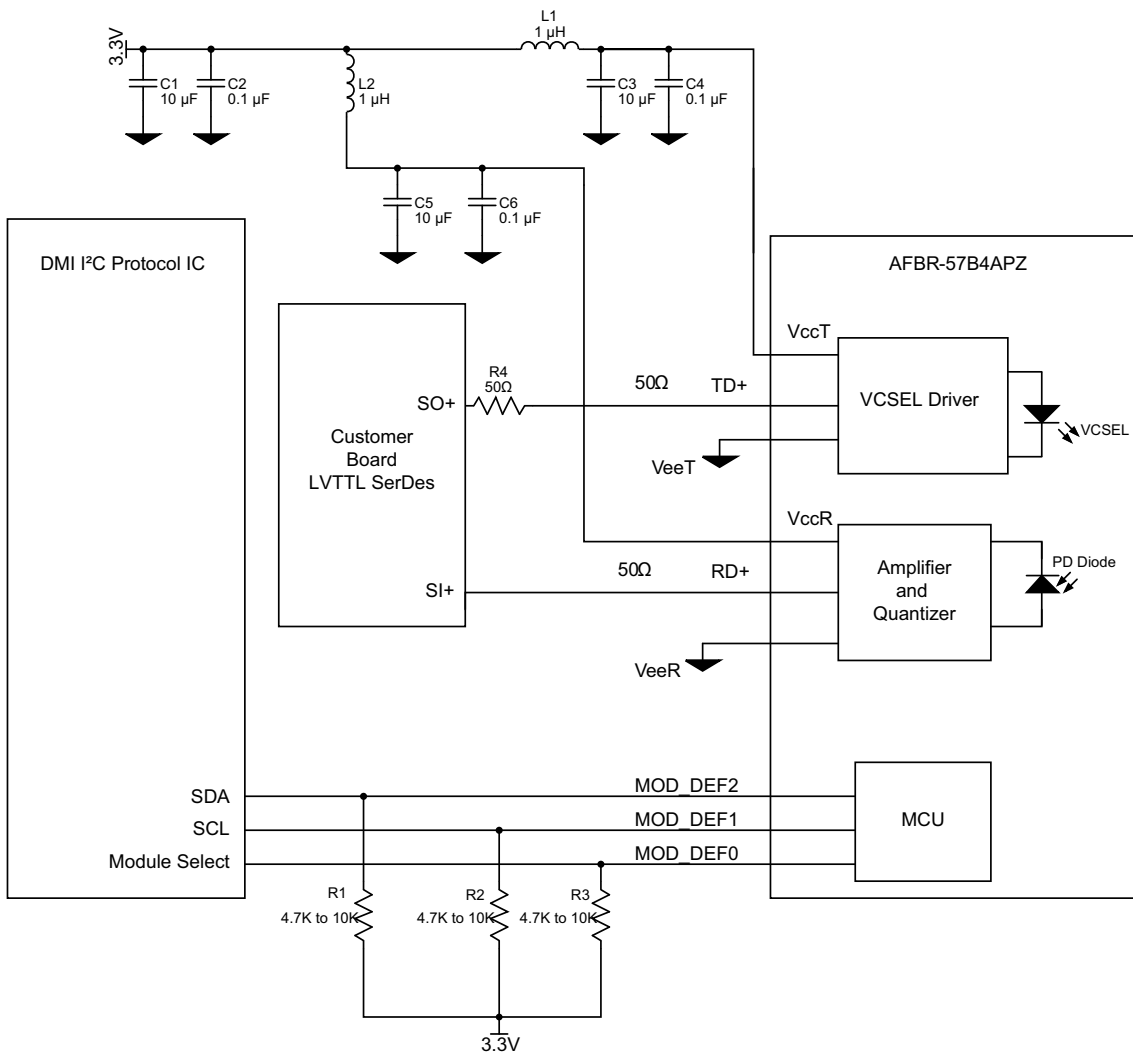 3.3V
L1
1 µH
C1
10 µF
C2
0.1 µF
L2
1 µH
C3
10 µF
C4
0.1 µF
C5
10 µF
C6
0.1 µF
DMI I²C Protocol IC
AFBR-57B4APZ
VccT
R4
50Ω
50Ω
TD+
SO+
VCSEL Driver
VCSEL
Customer
Board
LVTTL SerDes
VeeT
VccR
50Ω
RD+
SI+
Amplifier
and
Quantizer
PD Diode
VeeR
SDA
MOD_DEF2
SCL
MOD_DEF1
MCU
Module Select
MOD_DEF0
R1
4.7K to 10K
R2
4.7K to 10K
R3
4.7K to 10K
3.3V